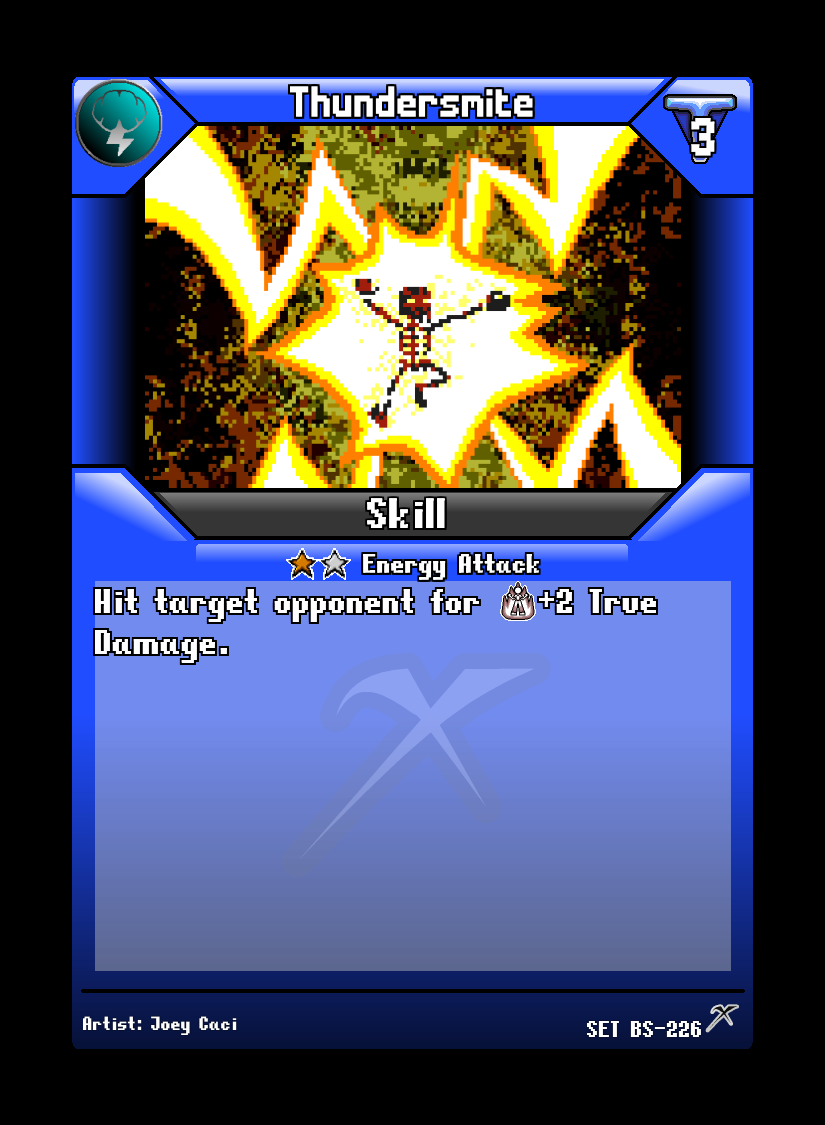 Thundersmite
3
Skill
Energy Attack
Hit target opponent for +2 True
Damage.
Artist: Joey Caci
SET BS-226